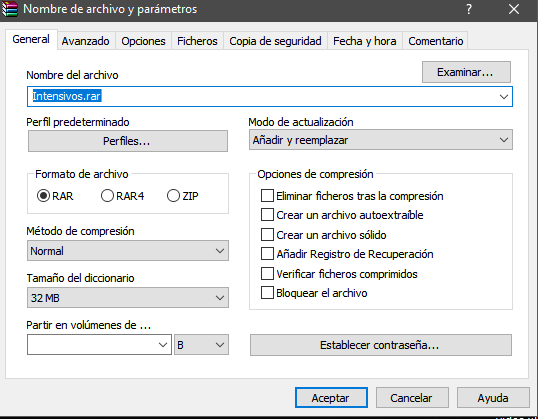 Nombre de archivo y parámetros
General Avanzado Opciones Ficheros Copia de seguridad Fecha y hora Comentario
Nombre del archivo
Examinar...
Intensivos.rar
Perfil predeterminado
Perfiles...
Modo de actualización
Añadir y reemplazar
Formato de archivo
RAR RAR4 ZIP
Método de compresión
Normal
Tamaño del diccionario
32 MB
Partir en volúmenes de ...
B
Opciones de compresión
Eliminar ficheros tras la compresión
Crear un archivo autoextraíble
Crear un archivo sólido
Añadir Registro de Recuperación
Verificar ficheros comprimidos
Bloquear el archivo
Establecer contraseña...
Aceptar Cancelar Ayuda